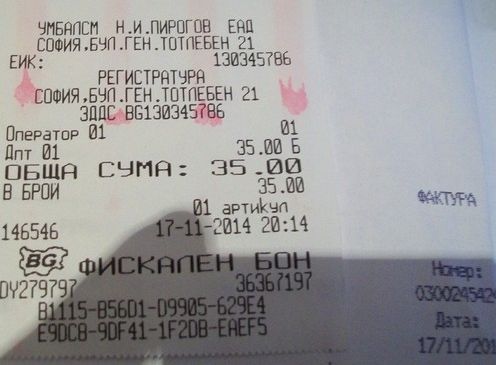 УМБАЛСМ Н.И.ПИРОГОВ ЕАД
СОФИЯ,БУЛ.ГЕН.ТОТЛЕБЕН 21
ЕИК: 130345786
РЕГИСТРАТУРА
СОФИЯ,БУЛ.ГЕН.ТОТЛЕБЕН 21
ЗДДС BG130345786
Оператор 01 01
Дпт 01 35.00 Б
ОБЩА СУМА: 35.00
В БРОИ 35.00
01 артикул
146546 17-11-2014 20:14
BG ФИСКАЛЕН БОН
DY279797 36367197
B1115-B56D1-D9905-629E4
E9DC8-9DF41-1F2DB-EAEF5
ФАКТУРА
Номер:
030024542
Дата:
17/11/201